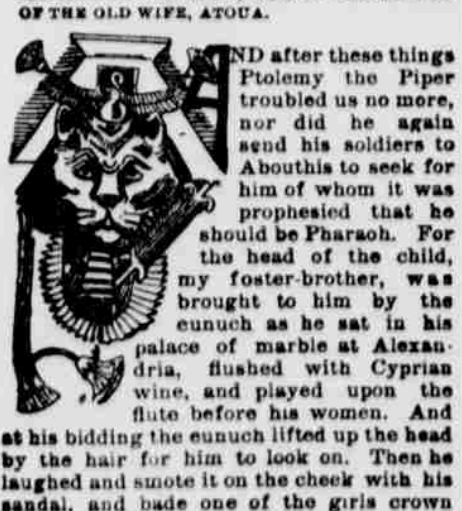 OF THE OLD WIFE, ATOUA.
AND after these things
Ptolemy the Piper
troubled us no more,
nor did he again
send his soldiers to
Abouthis to seek for
him of whom it was
prophesied that he
should be Pharaoh. For
the head of the child,
my foster-brother, was
brought to him by the
eunuch as he sat in his
palace of marble at Alexan-
dria, flushed with Cyprian
wine, and played upon the
flute before his women. And
at his bidding the eunuch lifted up the head
by the hair for him to look on. Then he
laughed and smote it on the cheek with his
sandal, and bade one of the girls crown